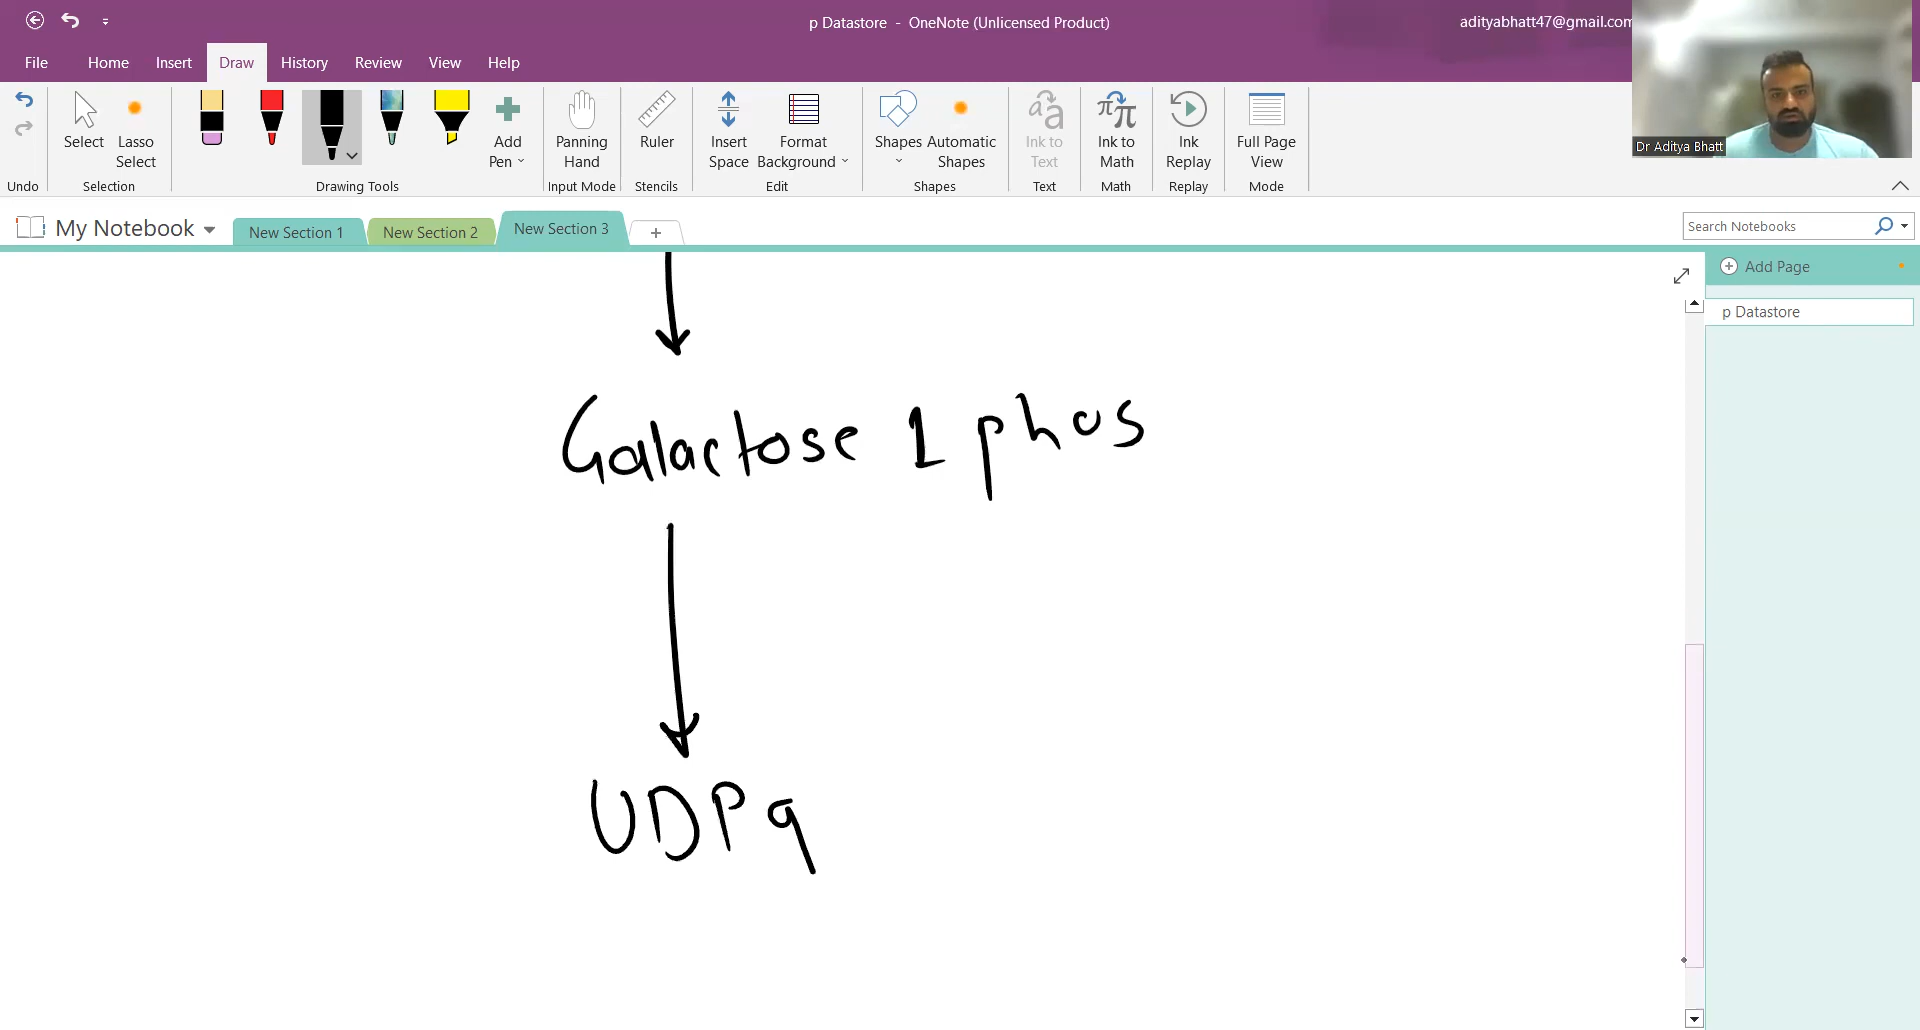 p Datastore - OneNote (Unlicensed Product)
adityabhatt47@gmail.com
File Home Insert Draw History Review View Help
Select
Lasso Select
Add Pen
Panning Hand
Ruler
Insert Space
Format Background
Shapes
Automatic Shapes
Ink to Text
Ink to Math
Ink Replay
Full Page View
Undo Selection Drawing Tools Input Mode Stencils Edit Shapes Text Math Replay Mode
Dr Aditya Bhatt
My Notebook New Section 1 New Section 2 New Section 3 +
Search Notebooks
Add Page
p Datastore
Galactose 1 phos
UDP g